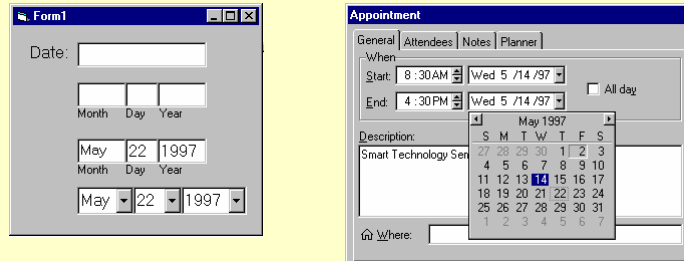 Form1
Date:
Month Day Year
May 22 1997
Month Day Year
May 22 1997
Appointment
General Attendees Notes Planner
When
Start: 8 :30AM Wed 5 /14 /97
All day
End: 4 :30PM Wed 5 /14 /97
May 1997
Description:
S M T W T F S
Smart Technology Sen
27 28 29 30 1 2 3
4 5 6 7 8 9 10
11 12 13 14 15 16 17
18 19 20 21 22 23 24
25 26 27 28 29 30 31
1 2 3 4 5 6 7
Where: